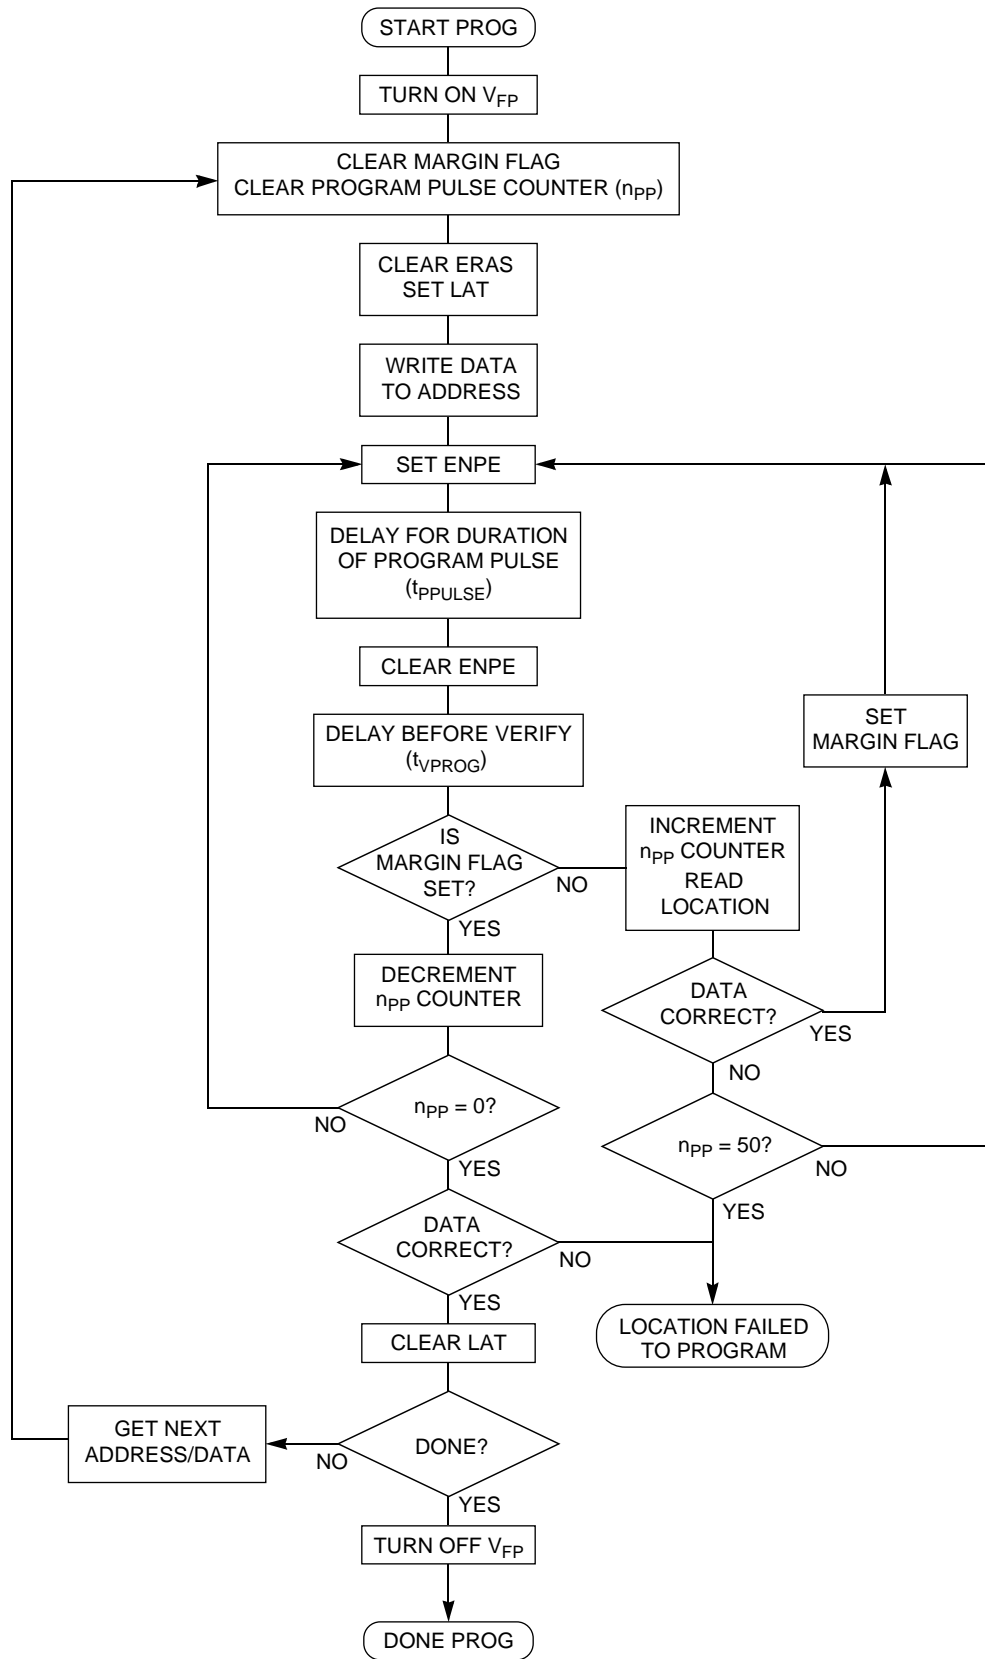 START PROG
TURN ON VFP
CLEAR MARGIN FLAG
CLEAR PROGRAM PULSE COUNTER (nPP)
CLEAR ERAS
SET LAT
WRITE DATA
TO ADDRESS
SET ENPE
DELAY FOR DURATION
OF PROGRAM PULSE
(tPPULSE)
CLEAR ENPE
DELAY BEFORE VERIFY
(tVPROG)
SET
MARGIN FLAG
IS
MARGIN FLAG
SET?
NO
YES
INCREMENT
nPP COUNTER
READ
LOCATION
DECREMENT
nPP COUNTER
DATA
CORRECT?
YES
NO
nPP = 0?
NO
YES
nPP = 50?
NO
YES
DATA
CORRECT?
NO
YES
LOCATION FAILED
TO PROGRAM
CLEAR LAT
GET NEXT
ADDRESS/DATA
DONE?
NO
YES
TURN OFF VFP
DONE PROG